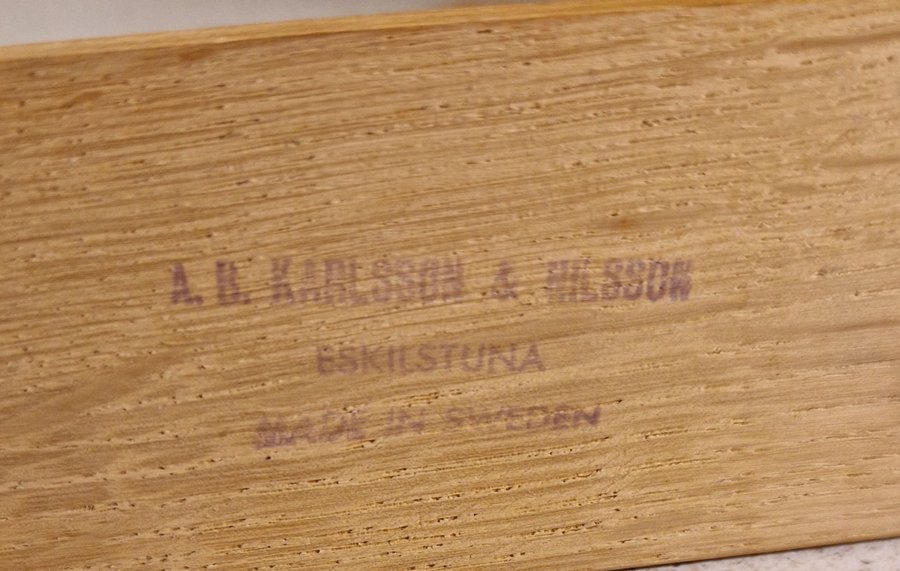 A. B. KARLSSON & NILSSON
ESKILSTUNA
MADE IN SWEDEN